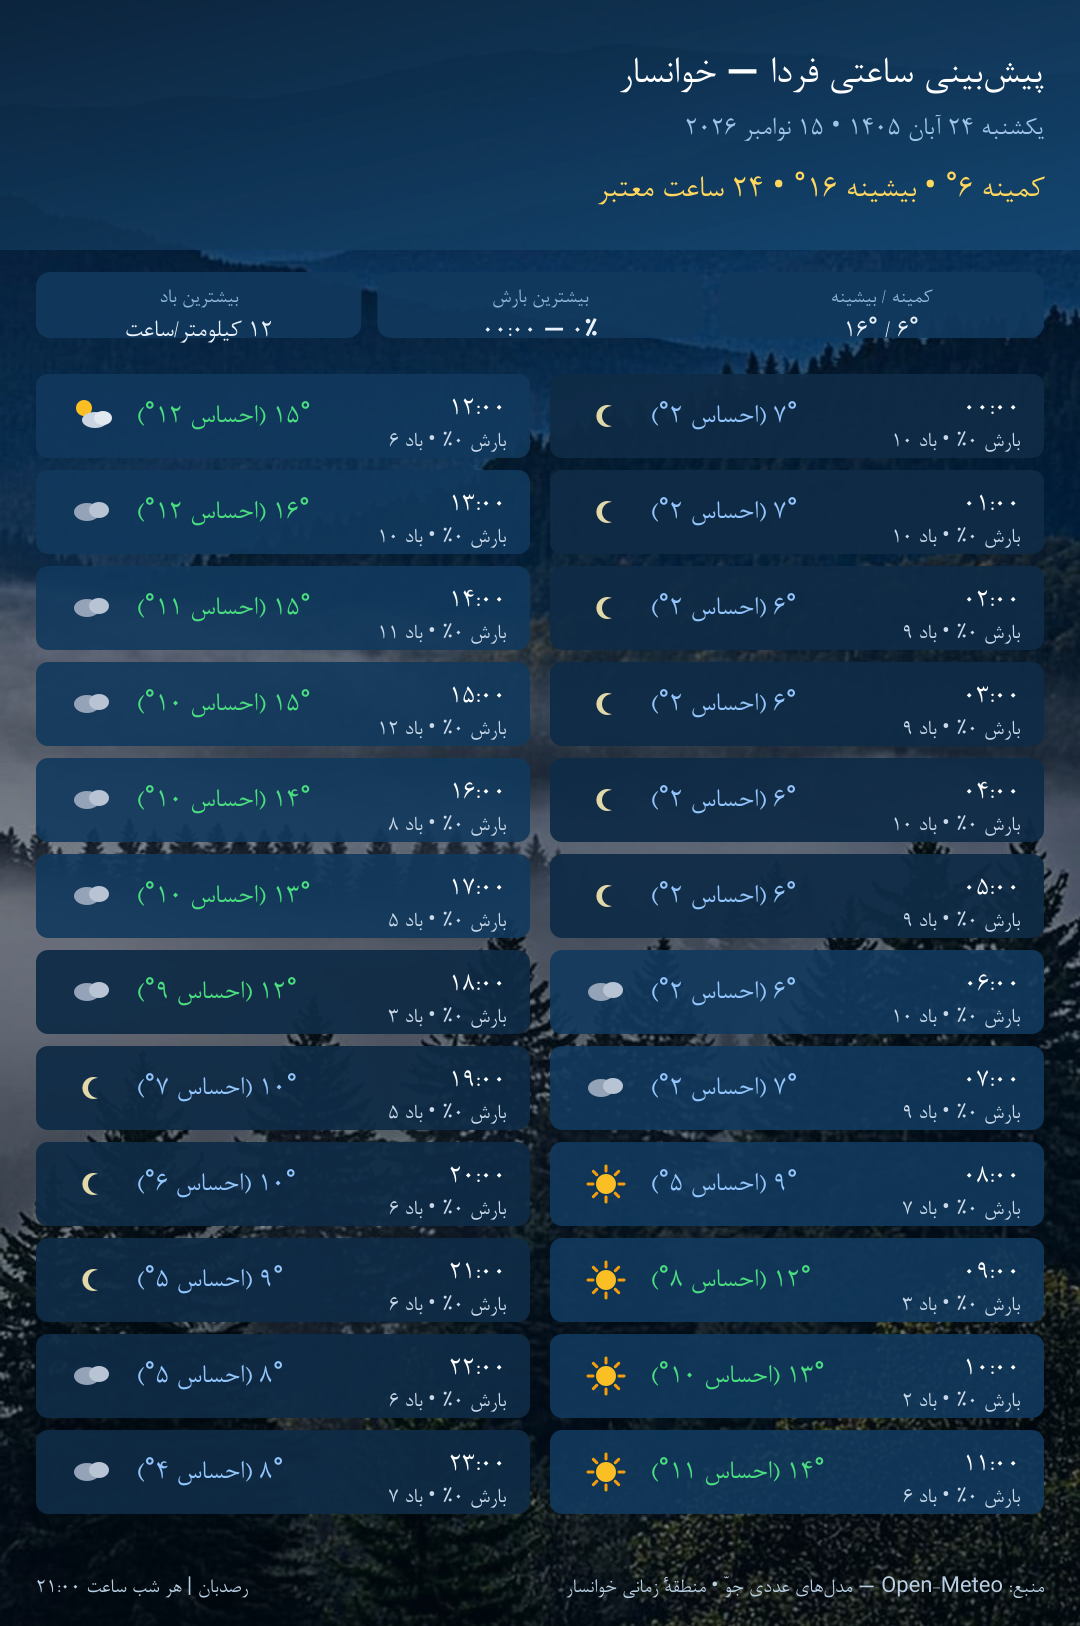 پیش‌بینی ساعتی فردا — خوانسار
یکشنبه ۲۴ آبان ۱۴۰۵ • ۱۵ نوامبر ۲۰۲۶
کمینه ۶° • بیشینه ۱۶° • ۲۴ ساعت معتبر
کمینه / بیشینه
۶° / ۱۶°
بیشترین بارش
۰٪ — ۰۰:۰۰
بیشترین باد
۱۲ کیلومتر/ساعت
۰۰:۰۰
۷° (احساس ۲°)
بارش ۰٪ • باد ۱۰
۰۱:۰۰
۷° (احساس ۲°)
بارش ۰٪ • باد ۱۰
۰۲:۰۰
۶° (احساس ۲°)
بارش ۰٪ • باد ۹
۰۳:۰۰
۶° (احساس ۲°)
بارش ۰٪ • باد ۹
۰۴:۰۰
۶° (احساس ۲°)
بارش ۰٪ • باد ۱۰
۰۵:۰۰
۶° (احساس ۲°)
بارش ۰٪ • باد ۹
۰۶:۰۰
۶° (احساس ۲°)
بارش ۰٪ • باد ۱۰
۰۷:۰۰
۷° (احساس ۲°)
بارش ۰٪ • باد ۹
۰۸:۰۰
۹° (احساس ۵°)
بارش ۰٪ • باد ۷
۰۹:۰۰
۱۲° (احساس ۸°)
بارش ۰٪ • باد ۳
۱۰:۰۰
۱۳° (احساس ۱۰°)
بارش ۰٪ • باد ۲
۱۱:۰۰
۱۴° (احساس ۱۱°)
بارش ۰٪ • باد ۶
۱۲:۰۰
۱۵° (احساس ۱۲°)
بارش ۰٪ • باد ۶
۱۳:۰۰
۱۶° (احساس ۱۲°)
بارش ۰٪ • باد ۱۰
۱۴:۰۰
۱۵° (احساس ۱۱°)
بارش ۰٪ • باد ۱۱
۱۵:۰۰
۱۵° (احساس ۱۰°)
بارش ۰٪ • باد ۱۲
۱۶:۰۰
۱۴° (احساس ۱۰°)
بارش ۰٪ • باد ۸
۱۷:۰۰
۱۳° (احساس ۱۰°)
بارش ۰٪ • باد ۵
۱۸:۰۰
۱۲° (احساس ۹°)
بارش ۰٪ • باد ۳
۱۹:۰۰
۱۰° (احساس ۷°)
بارش ۰٪ • باد ۵
۲۰:۰۰
۱۰° (احساس ۶°)
بارش ۰٪ • باد ۶
۲۱:۰۰
۹° (احساس ۵°)
بارش ۰٪ • باد ۶
۲۲:۰۰
۸° (احساس ۵°)
بارش ۰٪ • باد ۶
۲۳:۰۰
۸° (احساس ۴°)
بارش ۰٪ • باد ۷
منبع: Open-Meteo — مدل‌های عددی جوّ • منطقهٔ زمانی خوانسار
رصدبان | هر شب ساعت ۲۱:۰۰